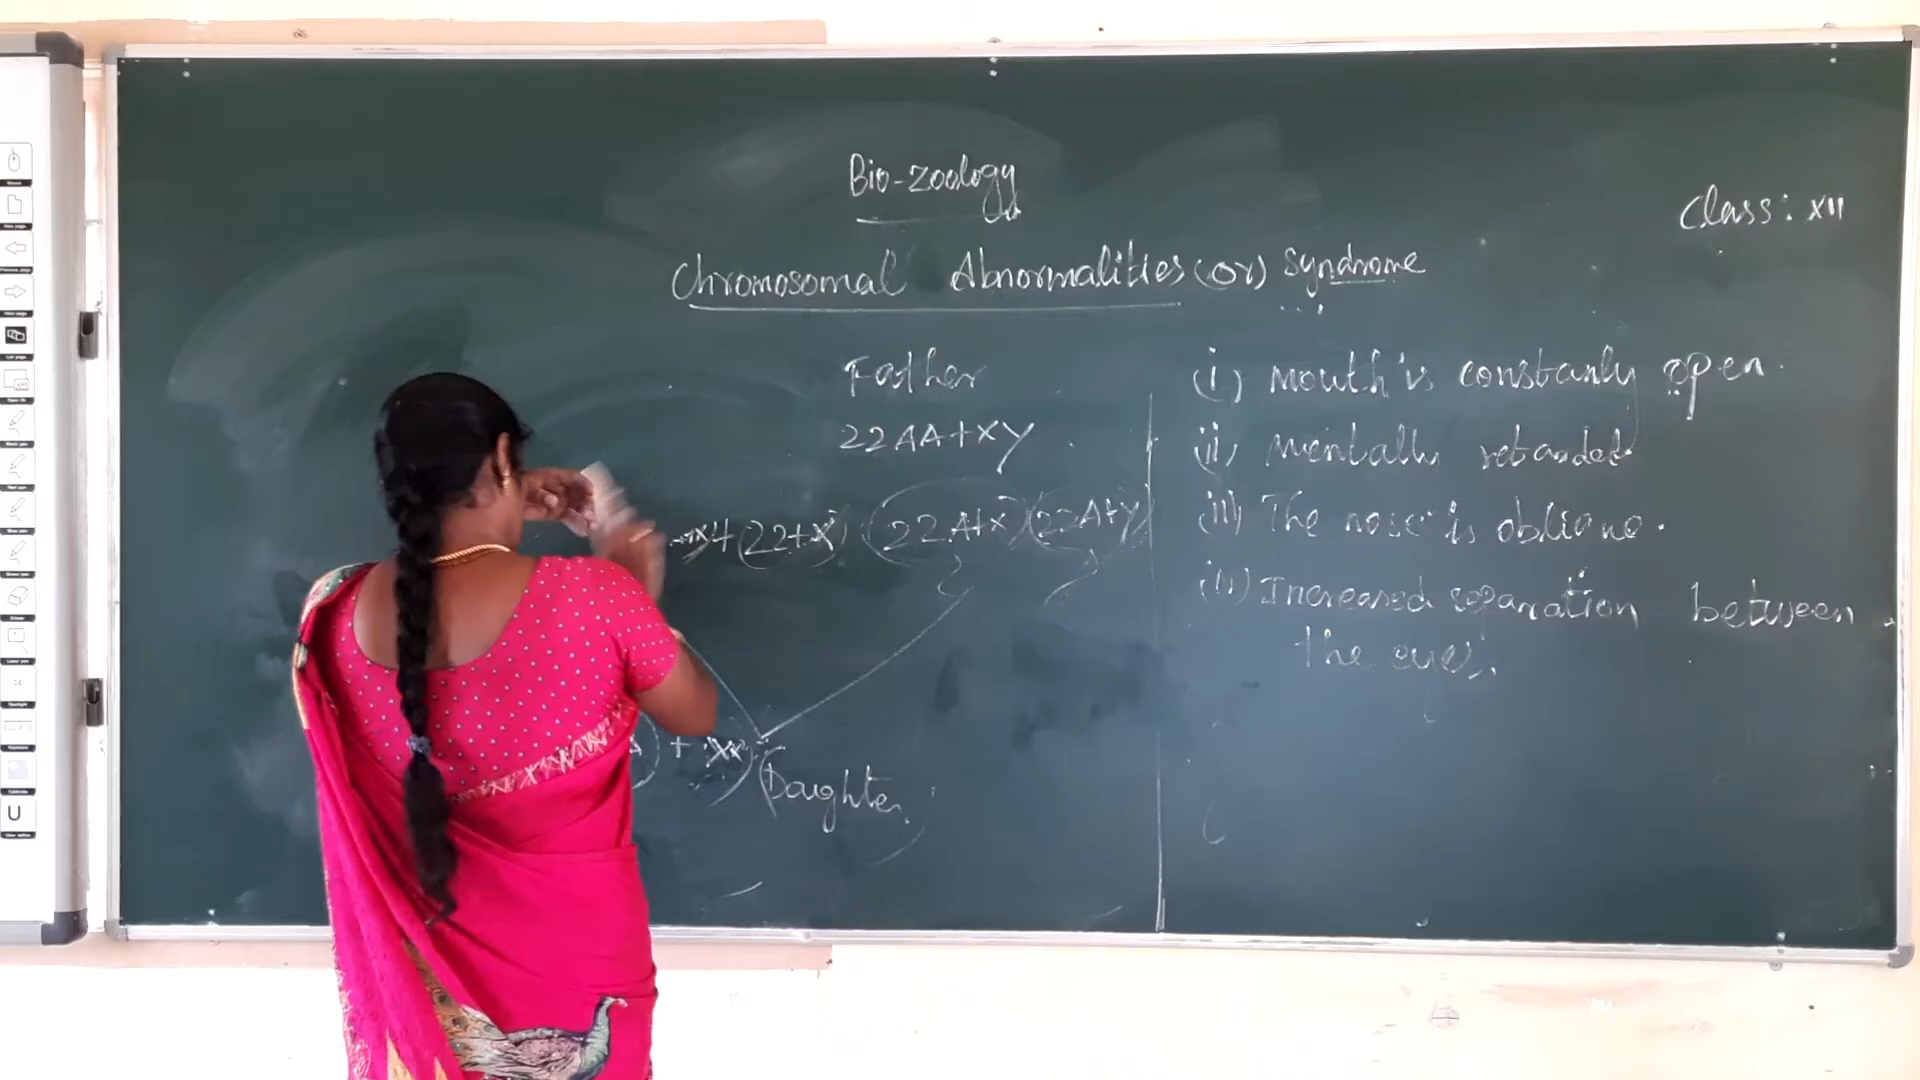 Bio-zoology
Class: XII
Chromosomal Abnormalities (or) Syndrome
Father
22AA+XY
+(22+X) (22A+X) (22A+Y)
+ XX
(Daughter)
(i) Mouth is constanly open.
(ii) Mentally retarded
(iii) The nose is oblique.
(iv) Increased separation between
the eyes.